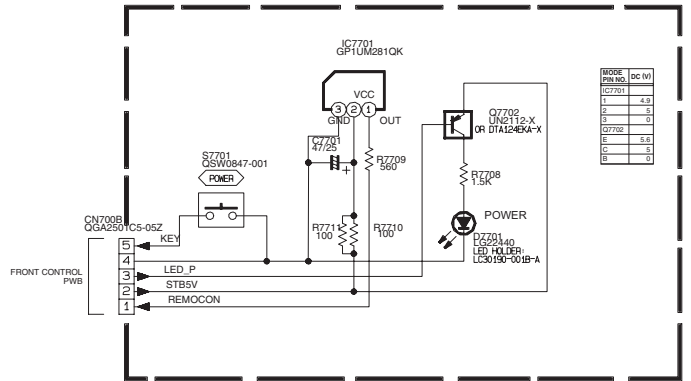 IC7701
GP1UM281QK
VCC
3 2 1
GND
OUT
C7701
47/25
+
R7709
560
S7701
QSW0847-001
POWER
R7711
100
R7710
100
Q7702
UN2112-X
OR DTA124EKA-X
R7708
1.5K
POWER
D7701
LG22440
LED HOLDER:
LC30190-001B-A
CN700B
QGA2501C5-05Z
FRONT CONTROL
PWB
5 KEY
4
3 LED_P
2 STB5V
1 REMOCON
MODE PIN NO. DC (V)
IC7701
1 4.9
2 5
3 0
Q7702
E 5.6
C 5
B 0